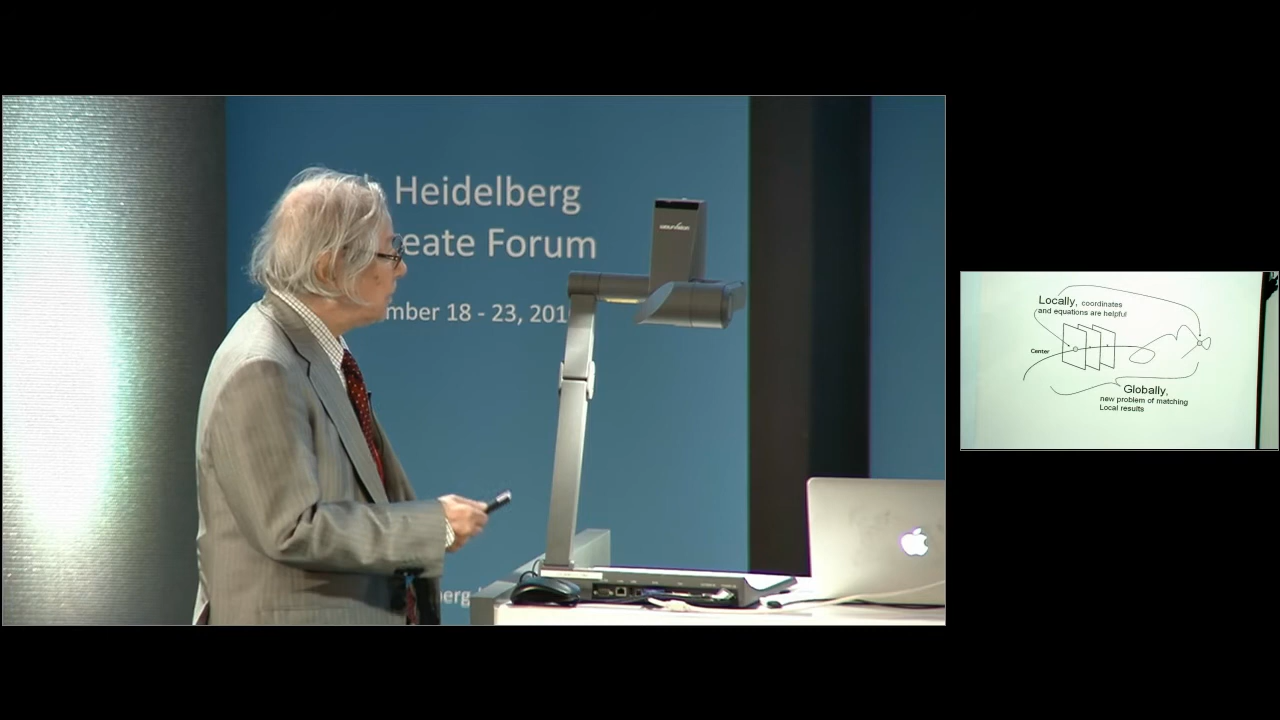 Heidelberg
eate Forum
mber 18 - 23, 201
berg
Locally, coordinates
and equations are helpful
Center
Globally,
new problem of matching
Local results